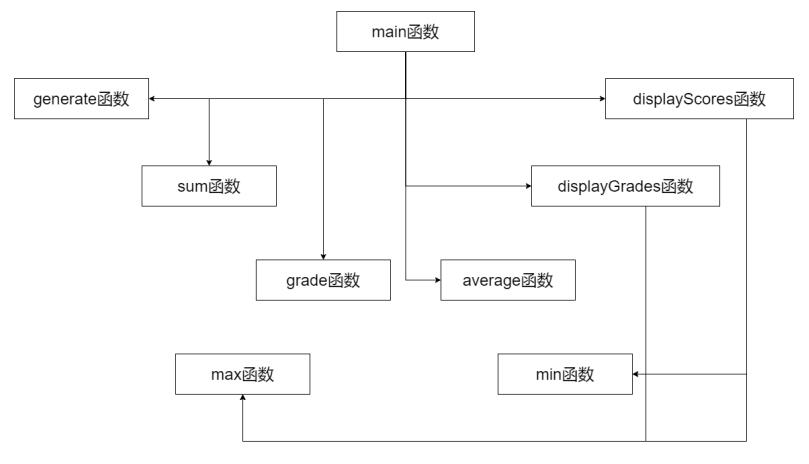 main函数
generate函数
displayScores函数
sum函数
displayGrades函数
grade函数
average函数
max函数
min函数